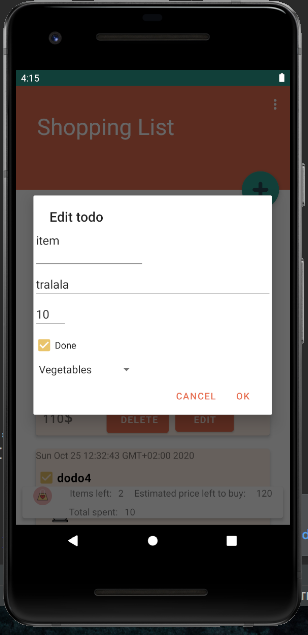 4:15
Shopping List
Edit todo
item
tralala
10
Done
Vegetables
CANCEL OK
110$ DELETE EDIT
Sun Oct 25 12:32:43 GMT+02:00 2020
dodo4
Items left: 2 Estimated price left to buy: 120
Total spent: 10